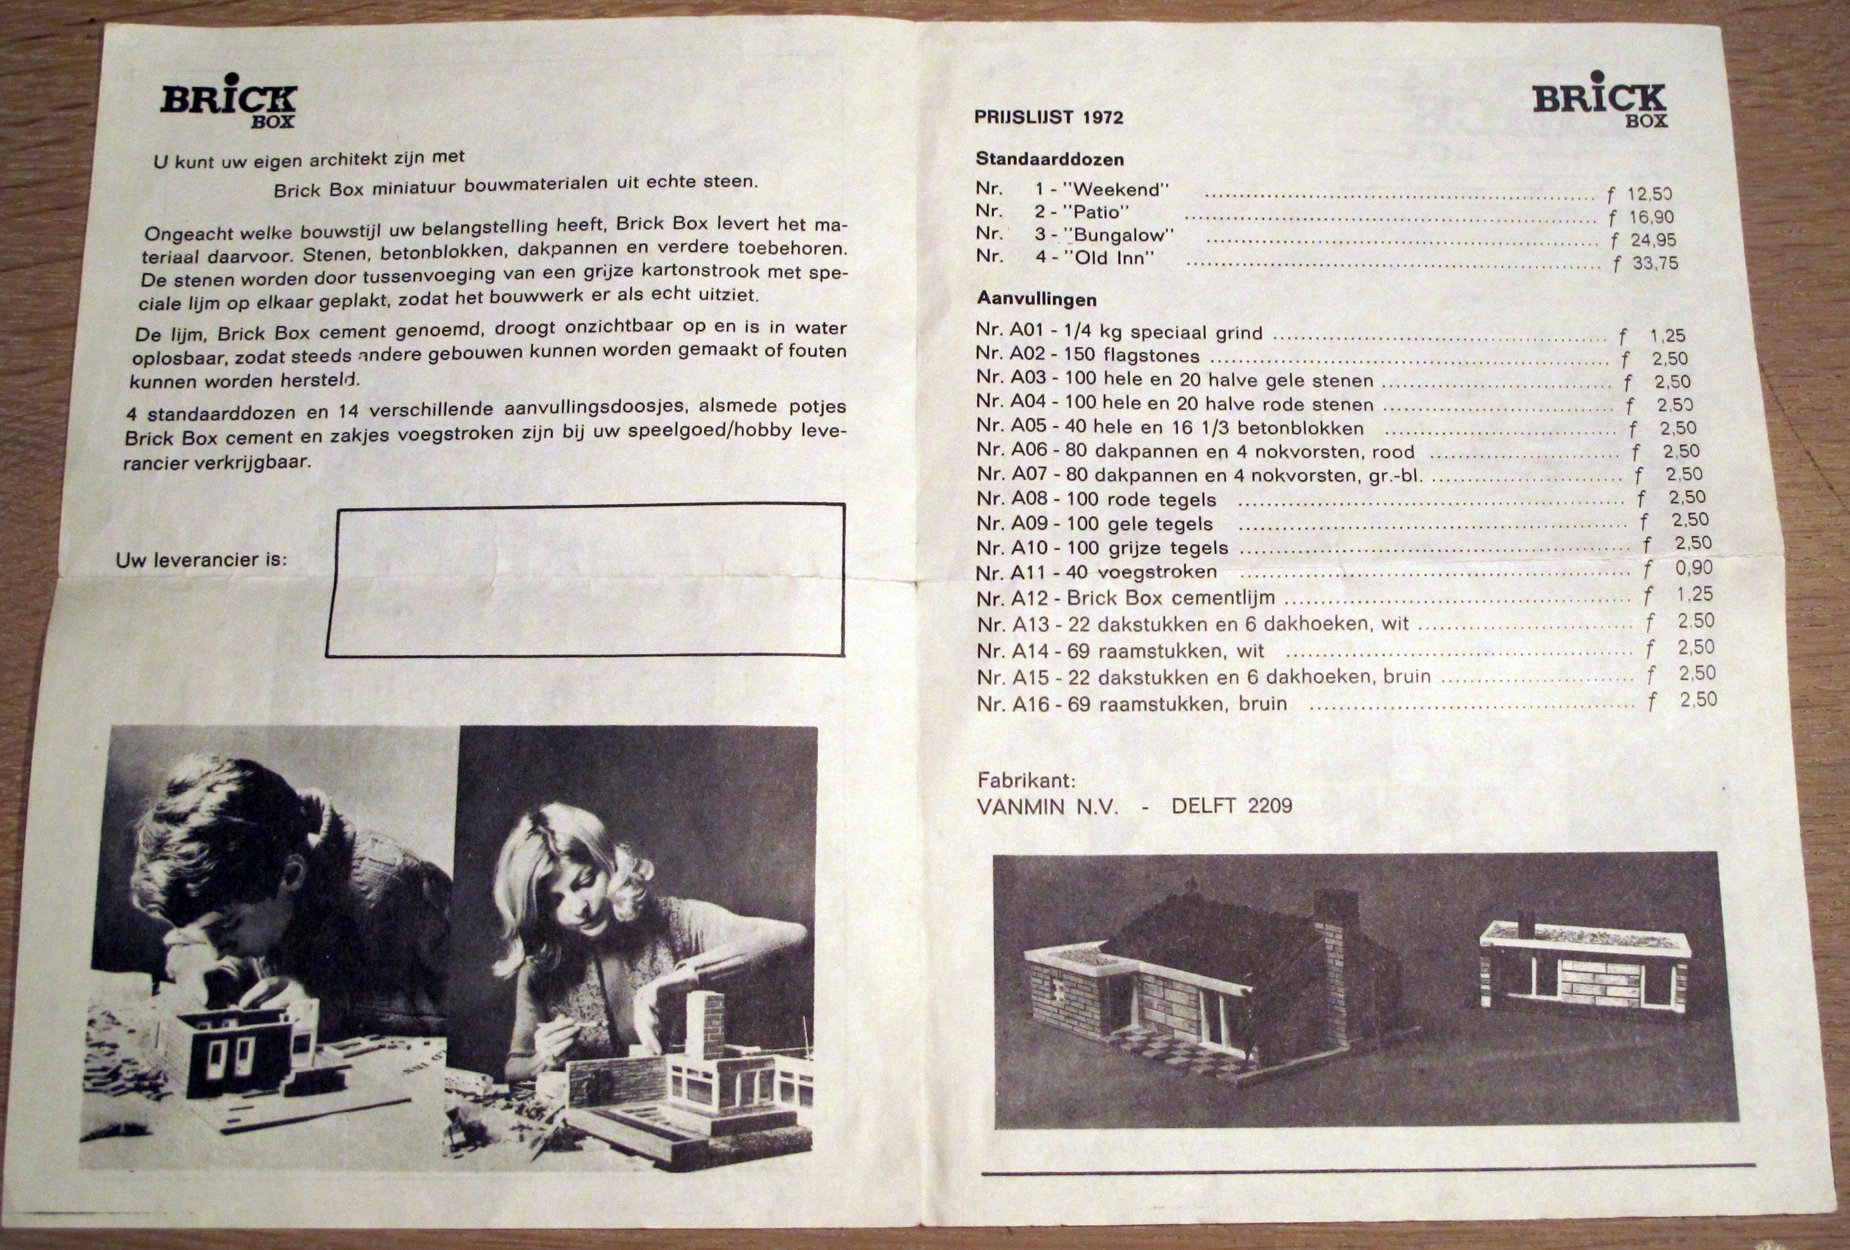 BRiCK
BOX
U kunt uw eigen architekt zijn met
Brick Box miniatuur bouwmaterialen uit echte steen.
Ongeacht welke bouwstijl uw belangstelling heeft, Brick Box levert het ma-
teriaal daarvoor. Stenen, betonblokken, dakpannen en verdere toebehoren.
De stenen worden door tussenvoeging van een grijze kartonstrook met spe-
ciale lijm op elkaar geplakt, zodat het bouwwerk er als echt uitziet.
De lijm, Brick Box cement genoemd, droogt onzichtbaar op en is in water
oplosbaar, zodat steeds andere gebouwen kunnen worden gemaakt of fouten
kunnen worden hersteld.
4 standaarddozen en 14 verschillende aanvullingsdoosjes, alsmede potjes
Brick Box cement en zakjes voegstroken zijn bij uw speelgoed/hobby leve-
rancier verkrijgbaar.
Uw leverancier is:
BRiCK
BOX
PRIJSLIJST 1972
Standaarddozen
Nr. 1 - "Weekend" ........ f 12,50
Nr. 2 - "Patio" ........ f 16,90
Nr. 3 - "Bungalow" ........ f 24,95
Nr. 4 - "Old Inn" ........ f 33,75
Aanvullingen
Nr. A01 - 1/4 kg speciaal grind ........ f 1,25
Nr. A02 - 150 flagstones ........ f 2,50
Nr. A03 - 100 hele en 20 halve gele stenen ........ f 2,50
Nr. A04 - 100 hele en 20 halve rode stenen ........ f 2,50
Nr. A05 - 40 hele en 16 1/3 betonblokken ........ f 2,50
Nr. A06 - 80 dakpannen en 4 nokvorsten, rood ........ f 2,50
Nr. A07 - 80 dakpannen en 4 nokvorsten, gr.-bl. ........ f 2,50
Nr. A08 - 100 rode tegels ........ f 2,50
Nr. A09 - 100 gele tegels ........ f 2,50
Nr. A10 - 100 grijze tegels ........ f 2,50
Nr. A11 - 40 voegstroken ........ f 0,90
Nr. A12 - Brick Box cementlijm ........ f 1,25
Nr. A13 - 22 dakstukken en 6 dakhoeken, wit ........ f 2,50
Nr. A14 - 69 raamstukken, wit ........ f 2,50
Nr. A15 - 22 dakstukken en 6 dakhoeken, bruin ........ f 2,50
Nr. A16 - 69 raamstukken, bruin ........ f 2,50
Fabrikant:
VANMIN N.V. - DELFT 2209